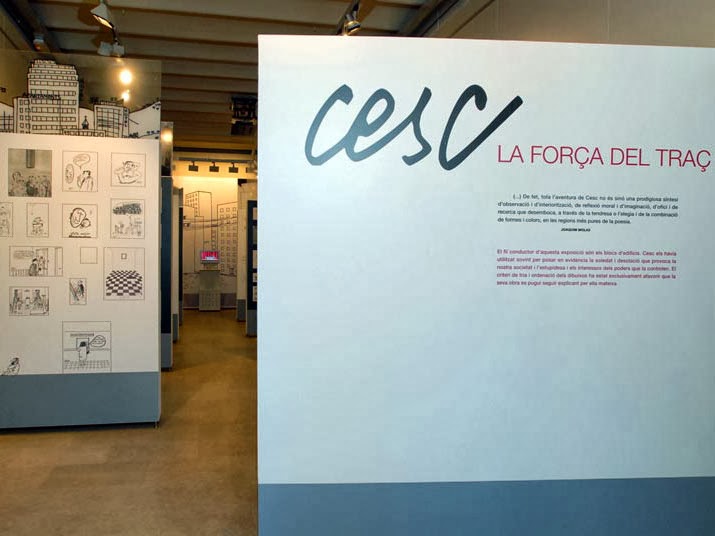 cesc
LA FORÇA DEL TRAÇ
(...) De fet, tota l'aventura de Cesc no és sinó una prodigiosa síntesi
d'observació i d'interiorització, de reflexió moral i d'imaginació, d'ofici i de
recerca que desemboca, a través de la tendresa o l'elegia i de la combinació
de formes i colors, en les regions més pures de la poesia.
JOAQUIM MOLAS
El fil conductor d'aquesta exposició són els blocs d'edificis. Cesc els havia
utilitzat sovint per posar en evidència la soledat i desolació que provoca la
nostra societat i l'estupidesa i els interessos dels poders que la controlen. El
criteri de tria i ordenació dels dibuixos ha estat exclusivament afavorir que la
seva obra es pugui seguir explicant per ella mateixa.